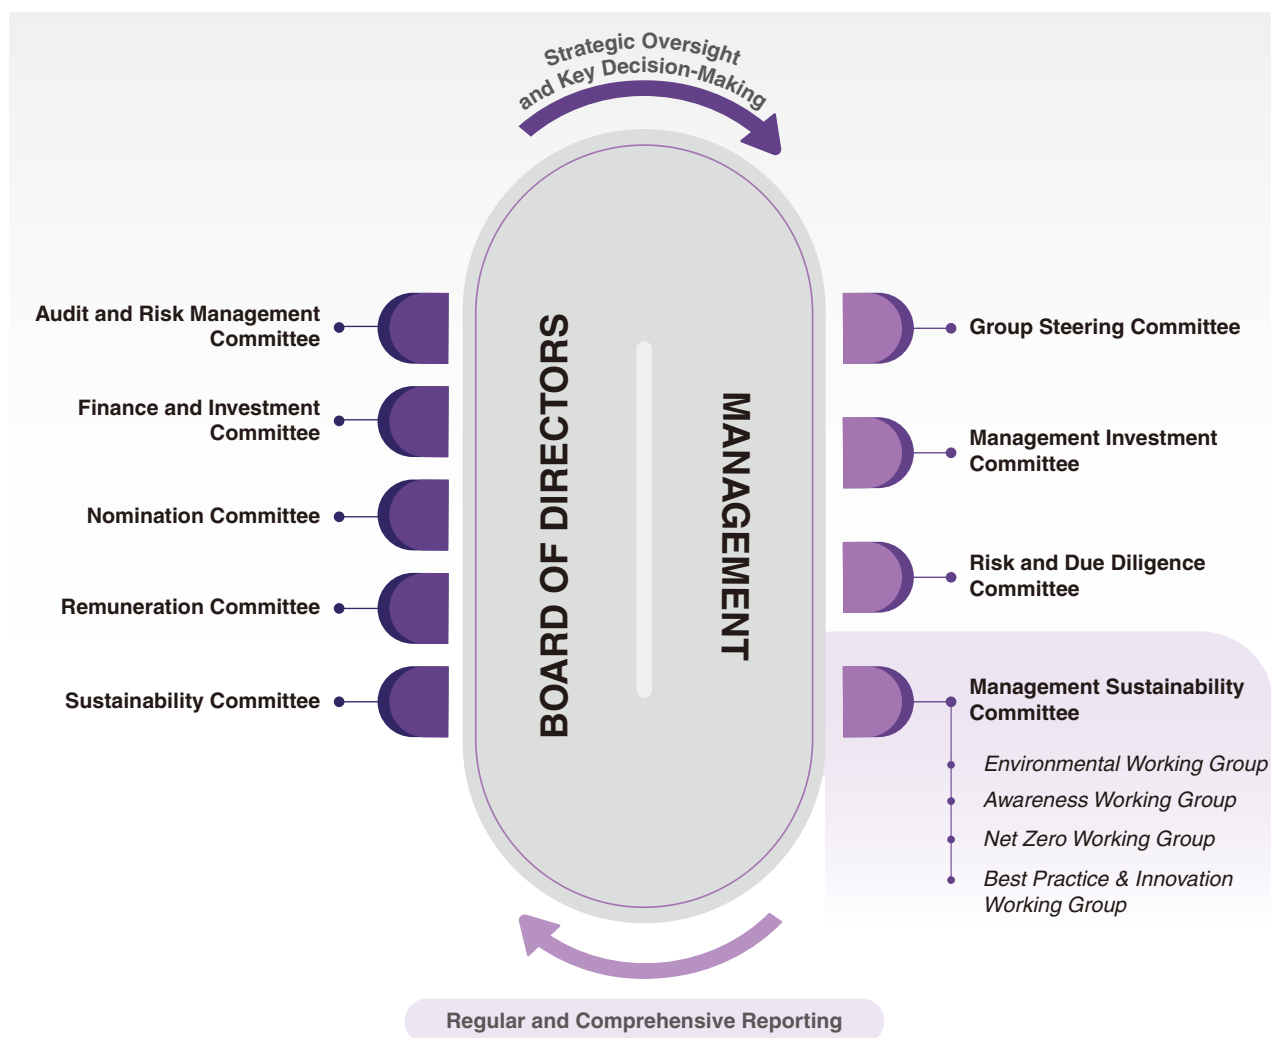 Strategic Oversight
and Key Decision-Making
Audit and Risk Management
Committee
Finance and Investment
Committee
Nomination Committee
Remuneration Committee
Sustainability Committee
BOARD OF DIRECTORS
MANAGEMENT
Group Steering Committee
Management Investment
Committee
Risk and Due Diligence
Committee
Management Sustainability
Committee
Environmental Working Group
Awareness Working Group
Net Zero Working Group
Best Practice & Innovation
Working Group
Regular and Comprehensive Reporting